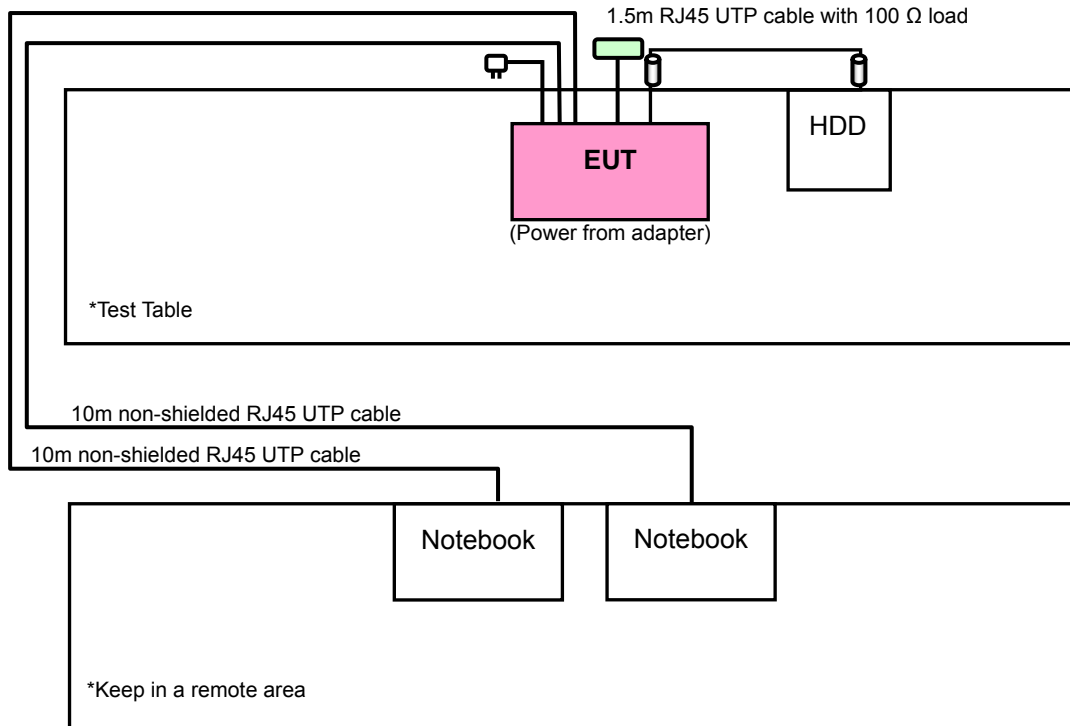 1.5m RJ45 UTP cable with 100 Ω load
HDD
EUT
(Power from adapter)
*Test Table
10m non-shielded RJ45 UTP cable
10m non-shielded RJ45 UTP cable
Notebook
Notebook
*Keep in a remote area